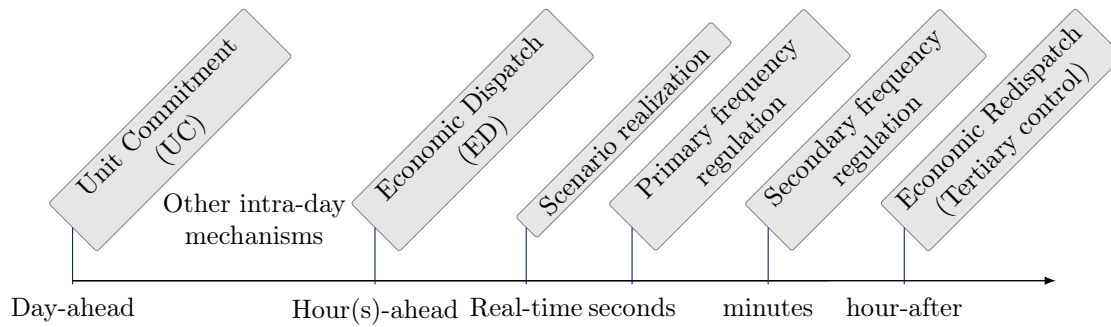 Unit Commitment
(UC)
Other intra-day
mechanisms
Economic Dispatch
(ED)
Scenario realization
Primary frequency
regulation
Secondary frequency
regulation
Economic Redispatch
(Tertiary control)
Day-ahead
Hour(s)-ahead
Real-time
seconds
minutes
hour-after